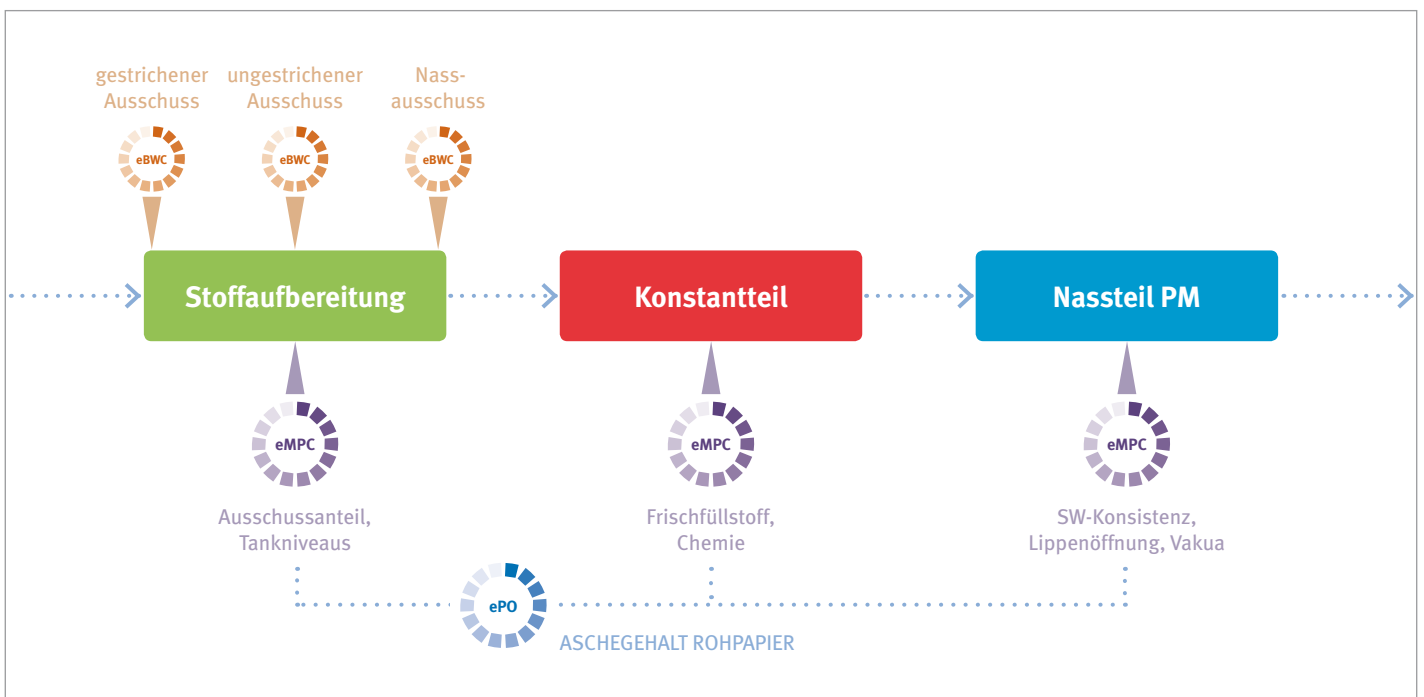 gestrichener
Ausschuss
ungestrichener
Ausschuss
Nass-
ausschuss
eBWC
eBWC
eBWC
Stoffaufbereitung
Konstantteil
Nassteil PM
eMPC
eMPC
eMPC
Ausschussanteil,
Tankniveaus
Frischfüllstoff,
Chemie
SW-Konsistenz,
Lippenöffnung, Vakua
ePO
ASCHEGEHALT ROHPAPIER